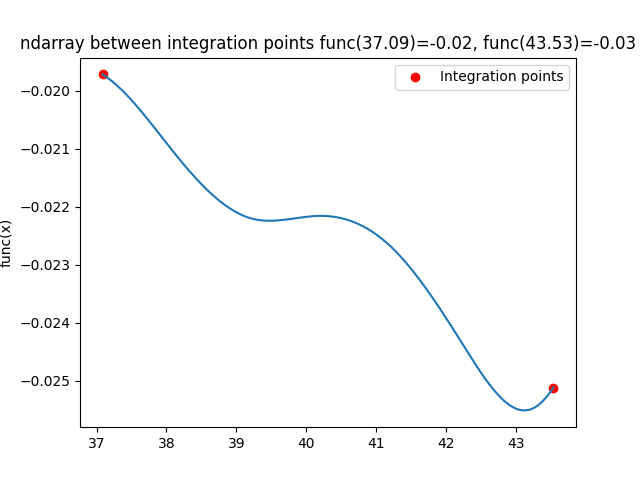 ndarray between integration points func(37.09)=-0.02, func(43.53)=-0.03
Integration points
func(x)
−0.020
−0.021
−0.022
−0.023
−0.024
−0.025
37 38 39 40 41 42 43